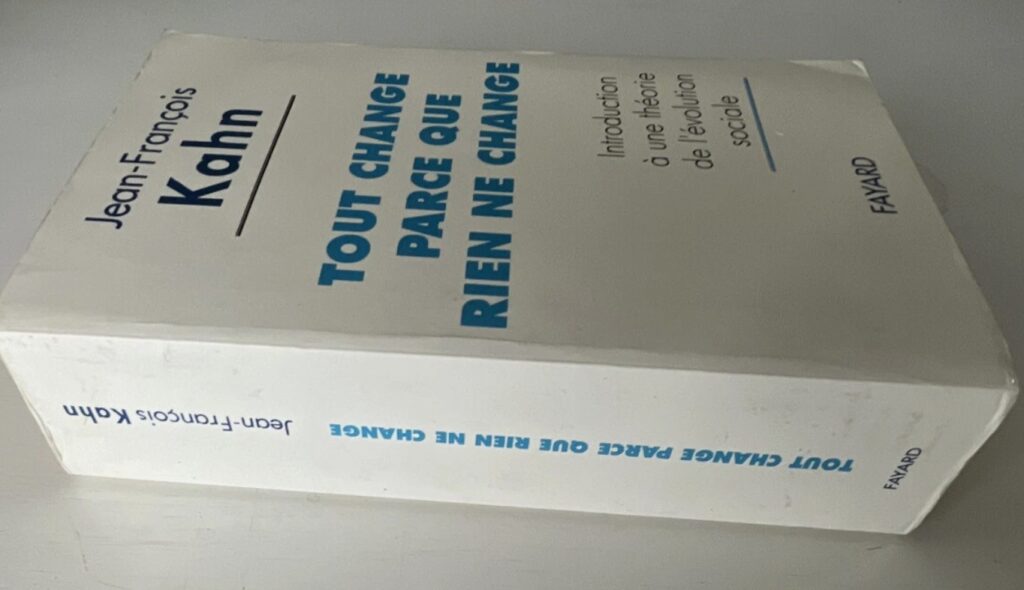 Jean-François
Kahn
TOUT CHANGE
PARCE QUE
RIEN NE CHANGE
Introduction
à une théorie
de l'évolution
sociale
FAYARD
Jean-François Kahn
TOUT CHANGE PARCE QUE RIEN NE CHANGE
FAYARD